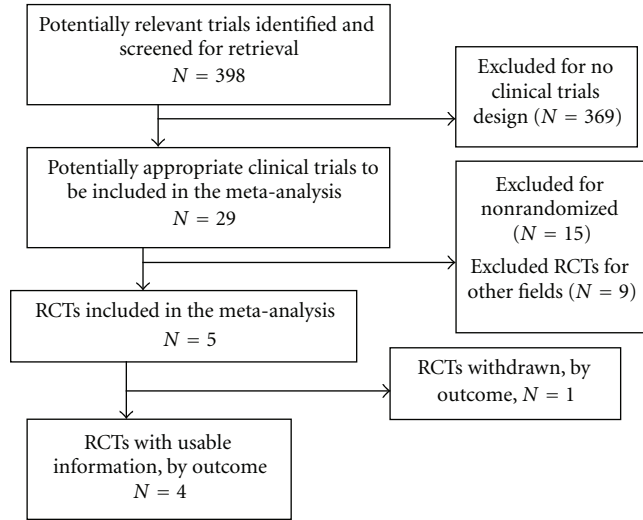 Potentially relevant trials identified and
screened for retrieval
N = 398
Excluded for no
clinical trials
design (N = 369)
Potentially appropriate clinical trials to
be included in the meta-analysis
N = 29
Excluded for
nonrandomized
(N = 15)
Excluded RCTs for
other fields (N = 9)
RCTs included in the meta-analysis
N = 5
RCTs withdrawn, by
outcome, N = 1
RCTs with usable
information, by outcome
N = 4